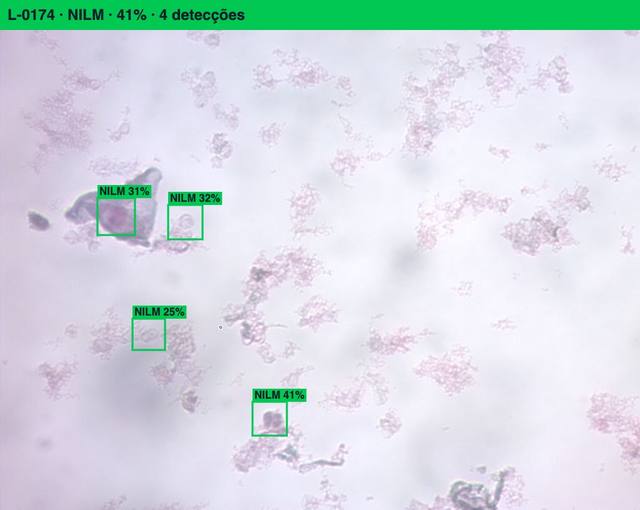 L-0174 · NILM · 41% · 4 detecções
NILM 31%
NILM 32%
NILM 25%
NILM 41%